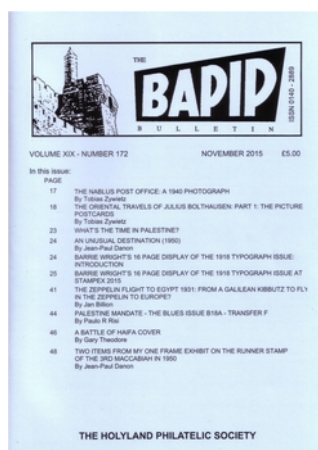 THE
BAPIP
BULLETIN
ISSN 0140 - 2889
VOLUME XIX - NUMBER 172 NOVEMBER 2015 £5.00
In this issue:
PAGE
17 THE NABLUS POST OFFICE: A 1940 PHOTOGRAPH
By Tobias Zywietz
18 THE ORIENTAL TRAVELS OF JULIUS BOLTHAUSEN: PART 1: THE PICTURE
POSTCARDS
By Tobias Zywietz
23 WHAT'S THE TIME IN PALESTINE?
24 AN UNUSUAL DESTINATION (1950)
By Jean-Paul Danon
24 BARRIE WRIGHT'S 16 PAGE DISPLAY OF THE 1918 TYPOGRAPH ISSUE:
INTRODUCTION
25 BARRIE WRIGHT'S 16 PAGE DISPLAY OF THE 1918 TYPOGRAPH ISSUE AT
STAMPEX 2015
41 THE ZEPPELIN FLIGHT TO EGYPT 1931: FROM A GALILEAN KIBBUTZ TO FLY
IN THE ZEPPELIN TO EUROPE?
By Jan Billion
44 PALESTINE MANDATE - THE BLUES ISSUE B16A - TRANSFER F
By Paulo R Risi
46 A BATTLE OF HAIFA COVER
By Gary Theodore
48 TWO ITEMS FROM MY ONE FRAME EXHIBIT ON THE RUNNER STAMP
OF THE 3RD MACCABIAH IN 1950
By Jean-Paul Danon
THE HOLYLAND PHILATELIC SOCIETY